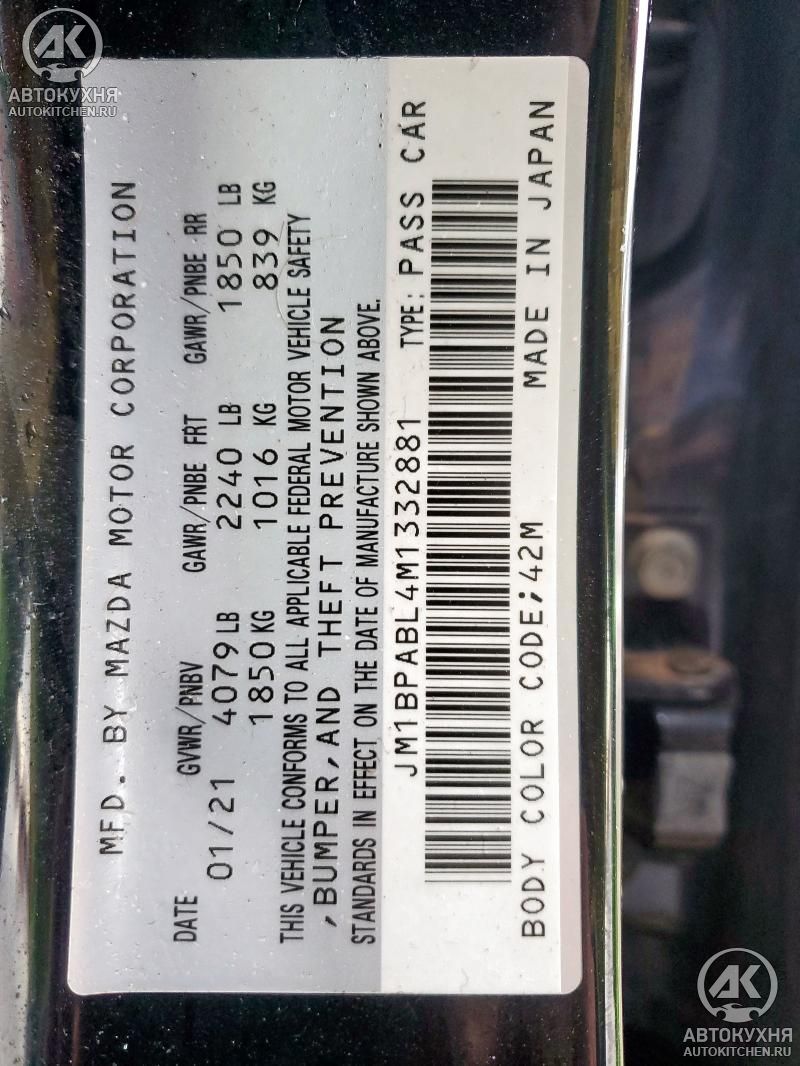 AK
АВТОКУХНЯ
AUTOKITCHEN.RU
MFD. BY MAZDA MOTOR CORPORATION
DATE GVWR/PNBV GAWR/PNBE FRT GAWR/PNBE RR
01/21 4079 LB 2240 LB 1850 LB
1850 KG 1016 KG 839 KG
THIS VEHICLE CONFORMS TO ALL APPLICABLE FEDERAL MOTOR VEHICLE SAFETY
,BUMPER,AND THEFT PREVENTION
STANDARDS IN EFFECT ON THE DATE OF MANUFACTURE SHOWN ABOVE.
JM1BPABL4M1332881 TYPE: PASS CAR
BODY COLOR CODE;42M MADE IN JAPAN
AK
АВТОКУХНЯ
AUTOKITCHEN.RU